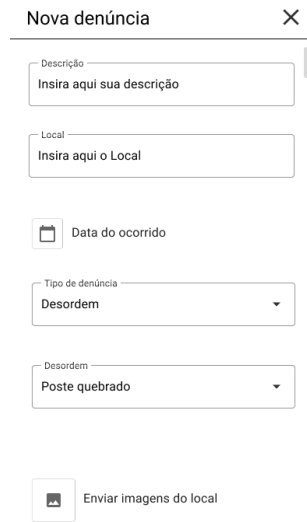 Nova denúncia
Descrição
Insira aqui sua descrição
Local
Insira aqui o Local
Data do ocorrido
Tipo de denúncia
Desordem
Desordem
Poste quebrado
Enviar imagens do local